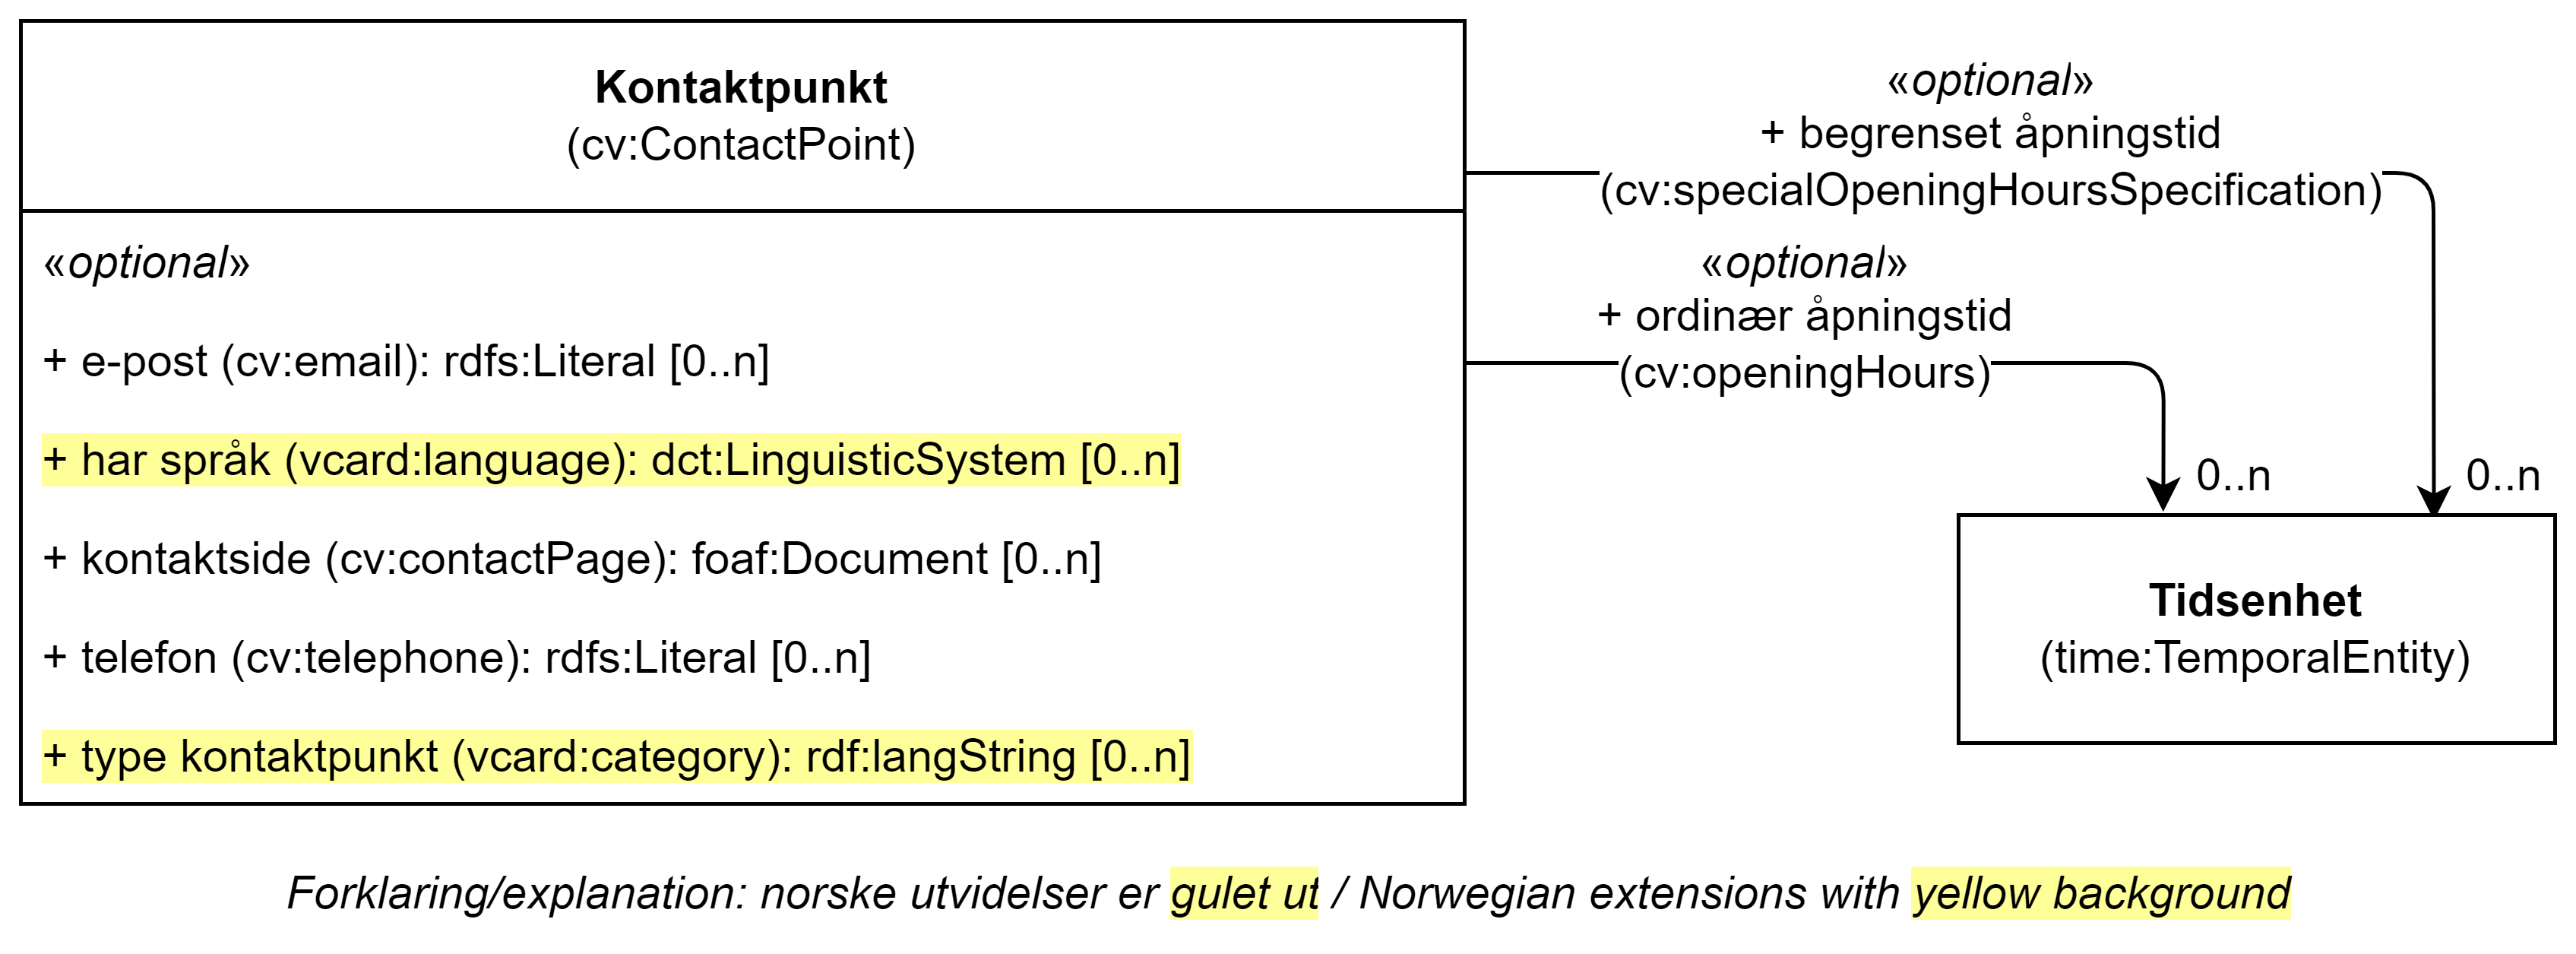 Kontaktpunkt
(cv:ContactPoint)
«optional»
+ e-post (cv:email): rdfs:Literal [0..n]
+ har språk (vcard:language): dct:LinguisticSystem [0..n]
+ kontaktside (cv:contactPage): foaf:Document [0..n]
+ telefon (cv:telephone): rdfs:Literal [0..n]
+ type kontaktpunkt (vcard:category): rdf:langString [0..n]
«optional»
+ begrenset åpningstid
(cv:specialOpeningHoursSpecification)
«optional»
+ ordinær åpningstid
(cv:openingHours)
0..n
0..n
Tidsenhet
(time:TemporalEntity)
Forklaring/explanation: norske utvidelser er gulet ut / Norwegian extensions with yellow background